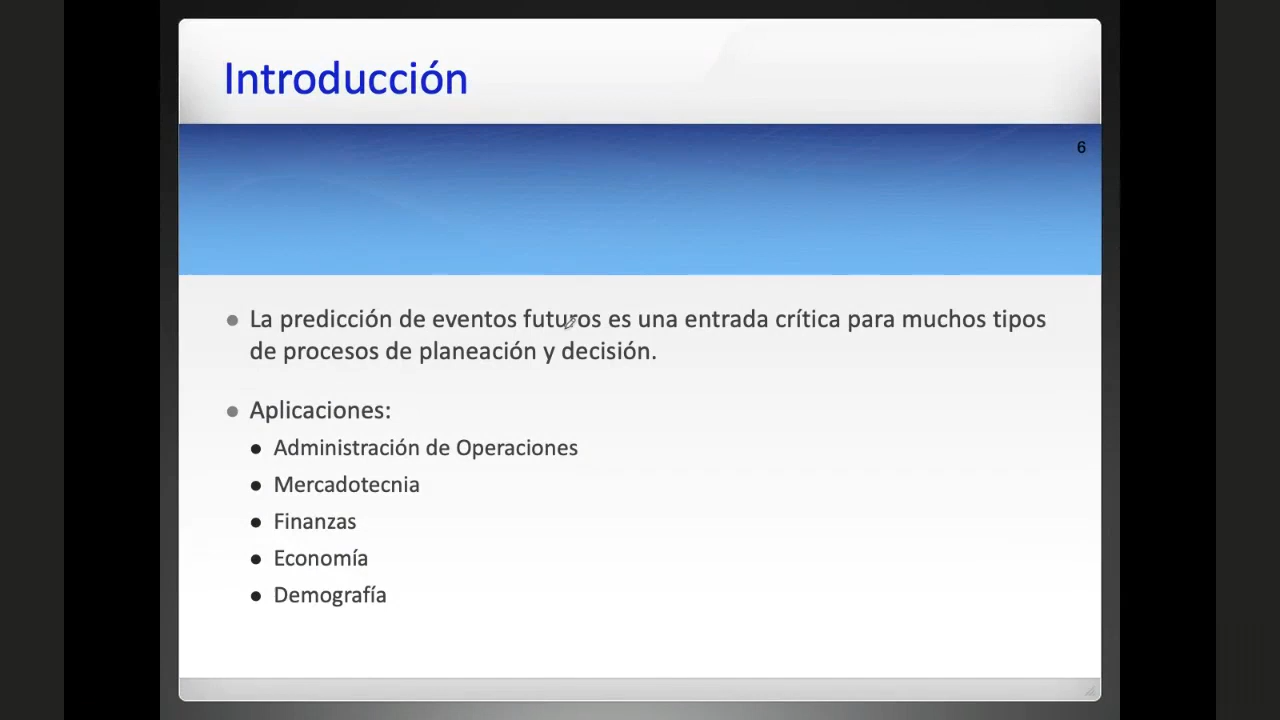 Introducción
6
La predicción de eventos futuros es una entrada crítica para muchos tipos
de procesos de planeación y decisión.
Aplicaciones:
Administración de Operaciones
Mercadotecnia
Finanzas
Economía
Demografía